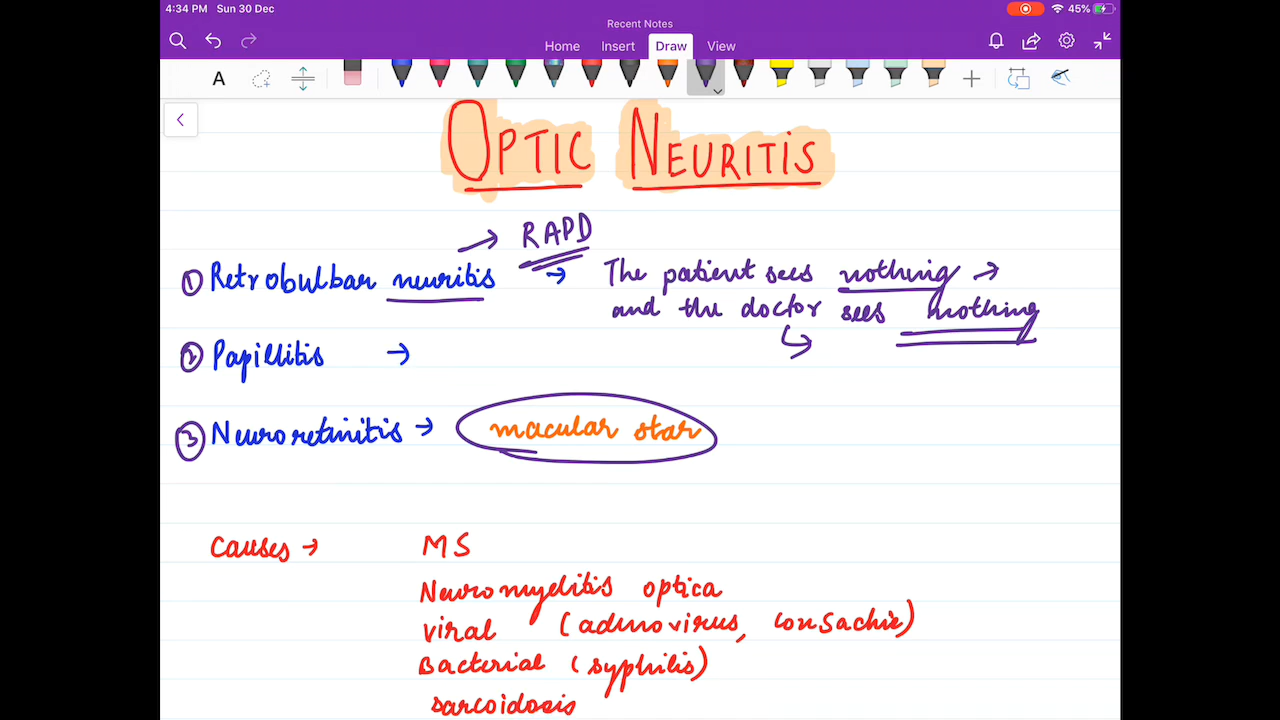 4:34 PM Sun 30 Dec
45%
Recent Notes
Home Insert Draw View
A
OPTIC NEURITIS
→ RAPD
① Retrobulbar neuritis → The patient sees nothing →
and the doctor sees nothing
② Papillitis →
③ Neuroretinitis → macular star
Causes → MS
Neuromyelitis optica
viral (adenovirus, coxsachie)
Bacterial (syphilis)
sarcoidosis